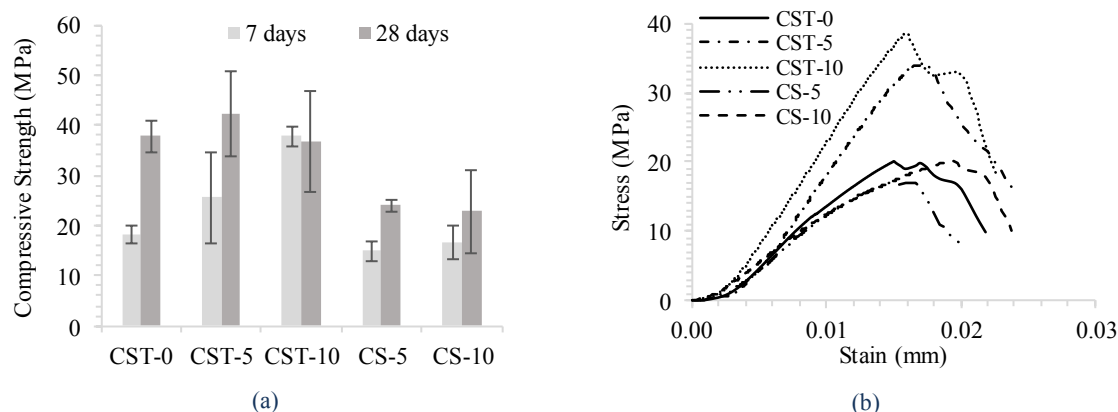 Compressive Strength (MPa)
60
50
40
30
20
10
0
7 days
28 days
CST-0 CST-5 CST-10 CS-5 CS-10
(a)
Stress (MPa)
40
30
20
10
0
CST-0
CST-5
CST-10
CS-5
CS-10
0.00 0.01 0.02 0.03
Stain (mm)
(b)